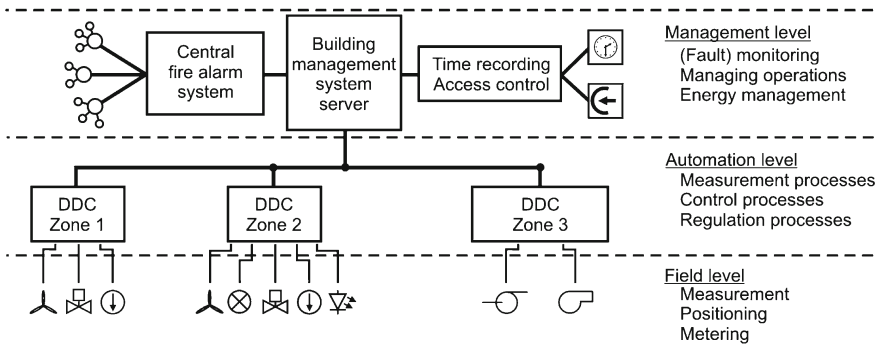 Central
fire alarm
system
Building
management
system
server
Time recording
Access control
Management level
(Fault) monitoring
Managing operations
Energy management
DDC
Zone 1
DDC
Zone 2
DDC
Zone 3
Automation level
Measurement processes
Control processes
Regulation processes
Field level
Measurement
Positioning
Metering